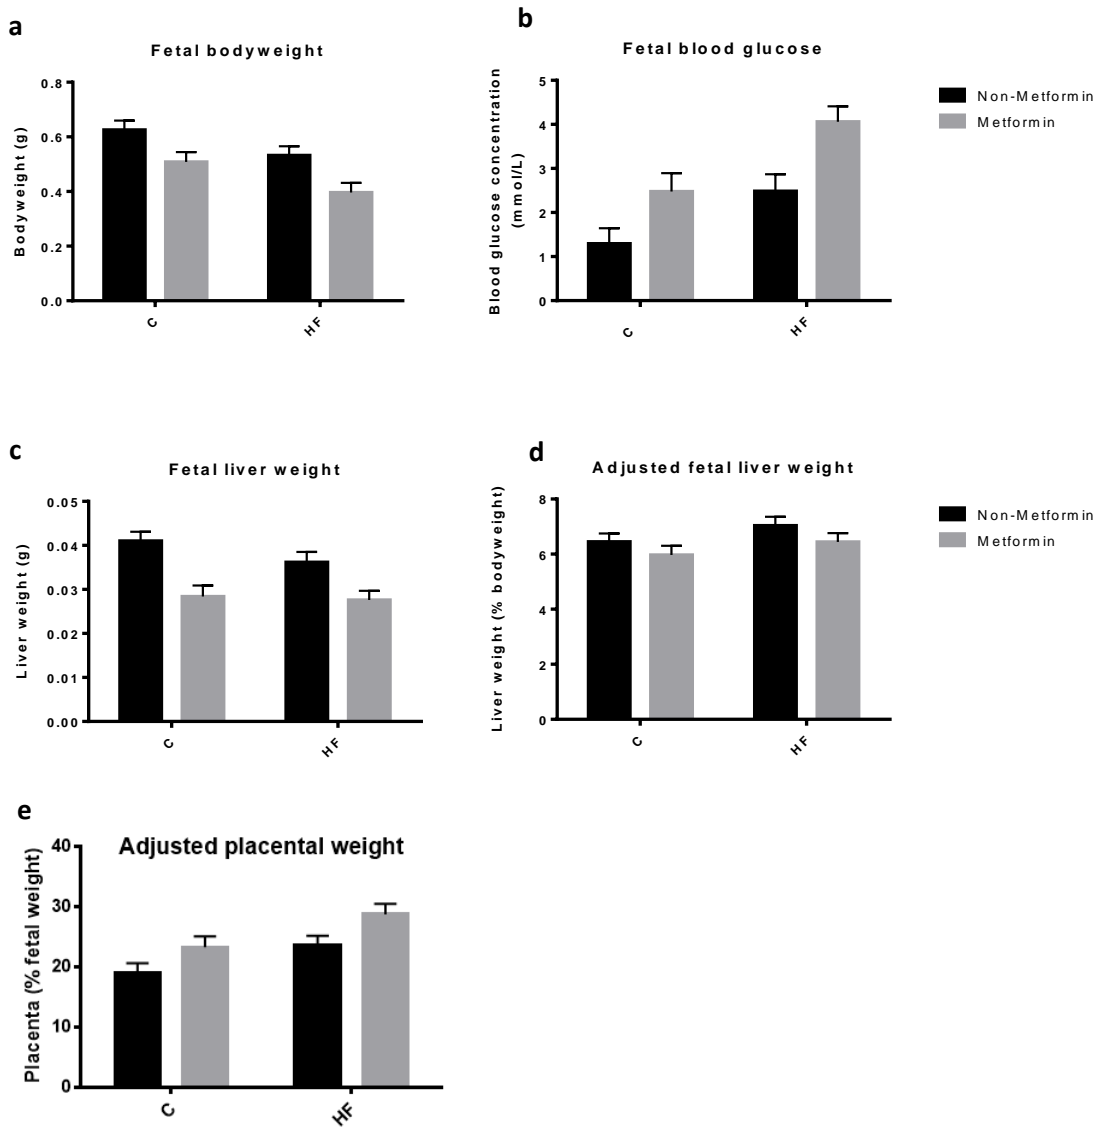 a
Fetal bodyweight
Bodyweight (g)
0.8
0.6
0.4
0.2
0.0
C
HF
b
Fetal blood glucose
Blood glucose concentration
(mmol/L)
5
4
3
2
1
0
C
HF
Non-Metformin
Metformin
c
Fetal liver weight
Liver weight (g)
0.05
0.04
0.03
0.02
0.01
0.00
C
HF
d
Adjusted fetal liver weight
Liver weight (% bodyweight)
8
6
4
2
0
C
HF
Non-Metformin
Metformin
e
Adjusted placental weight
Placenta (% fetal weight)
40
30
20
10
0
C
HF